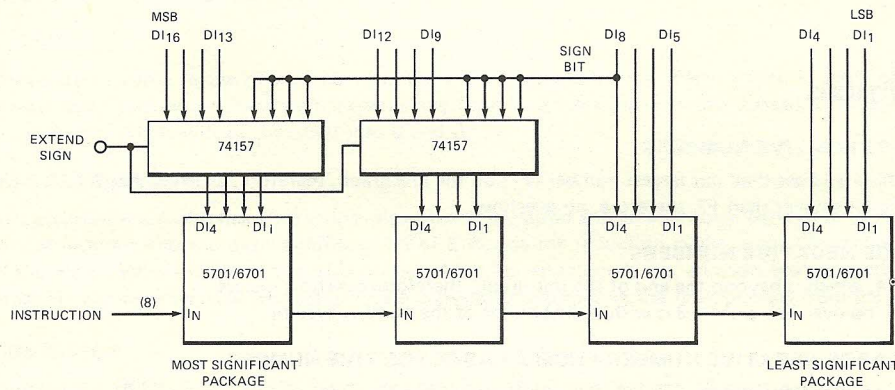 MSB
LSB
DI16 DI13
DI12 DI9
DI8 DI5
DI4 DI1
SIGN
BIT
EXTEND
SIGN
74157
74157
DI4 DIi
DI4 DI1
DI4 DI1
DI4 DI1
5701/6701
5701/6701
5701/6701
5701/6701
INSTRUCTION (8)
IN
IN
IN
IN
MOST SIGNIFICANT
PACKAGE
LEAST SIGNIFICANT
PACKAGE